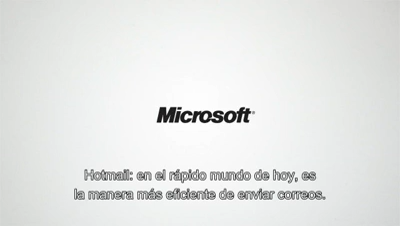 Microsoft®
Hotmail: en el rápido mundo de hoy, es
la manera más eficiente de enviar correos.